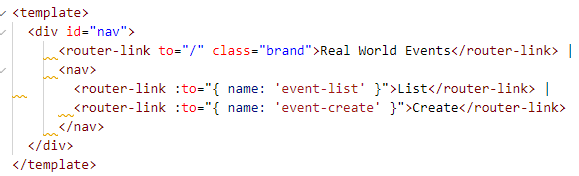 <template>
  <div id="nav">
      <router-link to="/" class="brand">Real World Events</router-link> |
      <nav>
        <router-link :to="{ name: 'event-list' }">List</router-link> |
        <router-link :to="{ name: 'event-create' }">Create</router-link>
      </nav>
  </div>
</template>